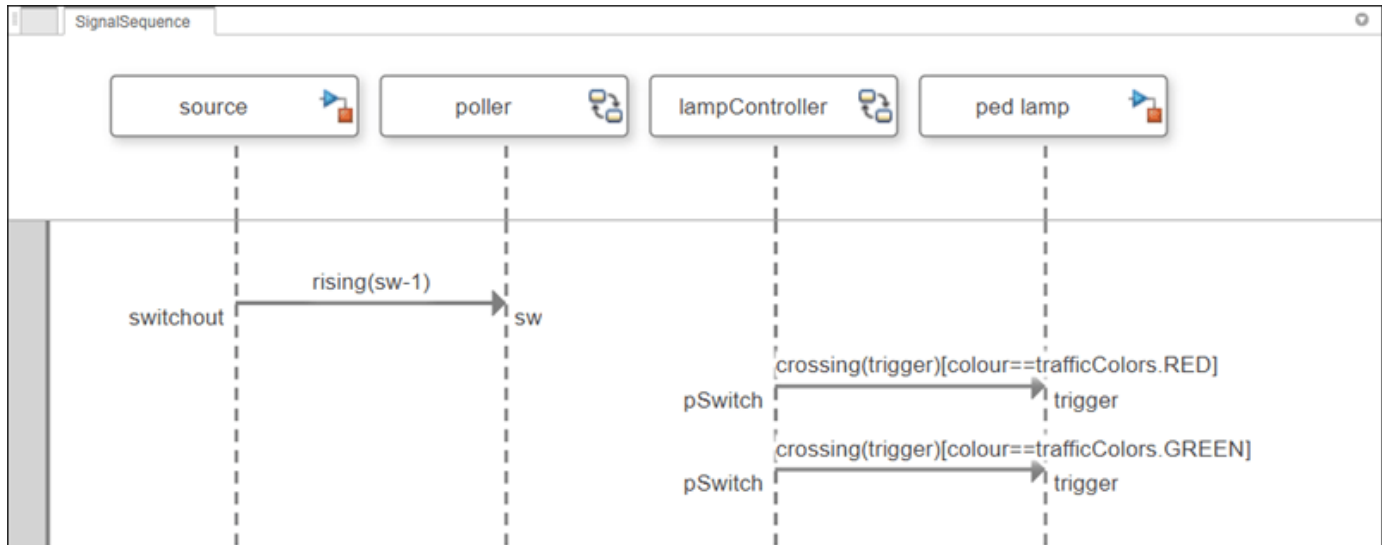 SignalSequence
source
poller
lampController
ped lamp
rising(sw-1)
switchout
sw
crossing(trigger)[colour==trafficColors.RED]
pSwitch
trigger
crossing(trigger)[colour==trafficColors.GREEN]
pSwitch
trigger